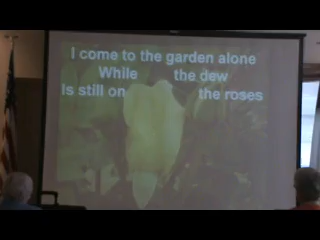 I come to the garden alone
While the dew
Is still on the roses